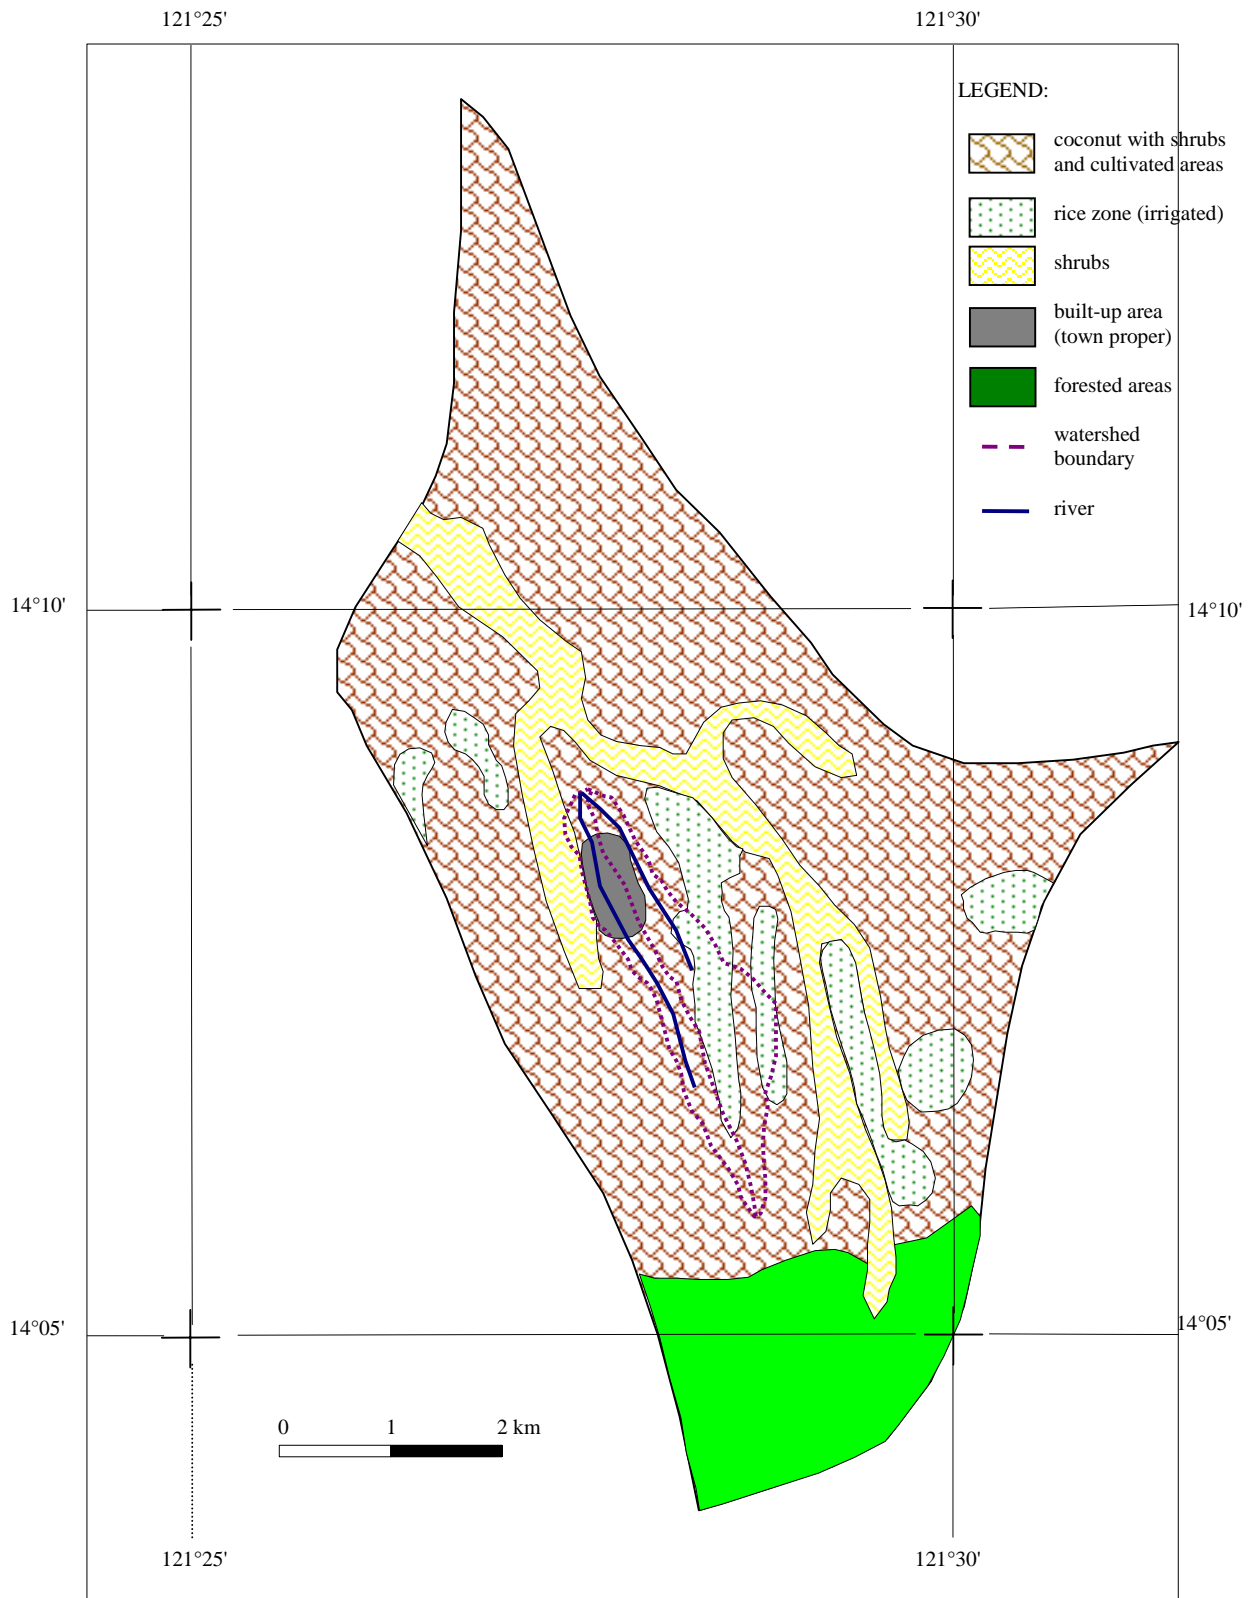 121°25'
121°30'
LEGEND:
coconut with shrubs
and cultivated areas
rice zone (irrigated)
shrubs
built-up area
(town proper)
forested areas
watershed
boundary
river
14°10'
14°10'
14°05'
14°05'
0 1 2 km
121°25'
121°30'